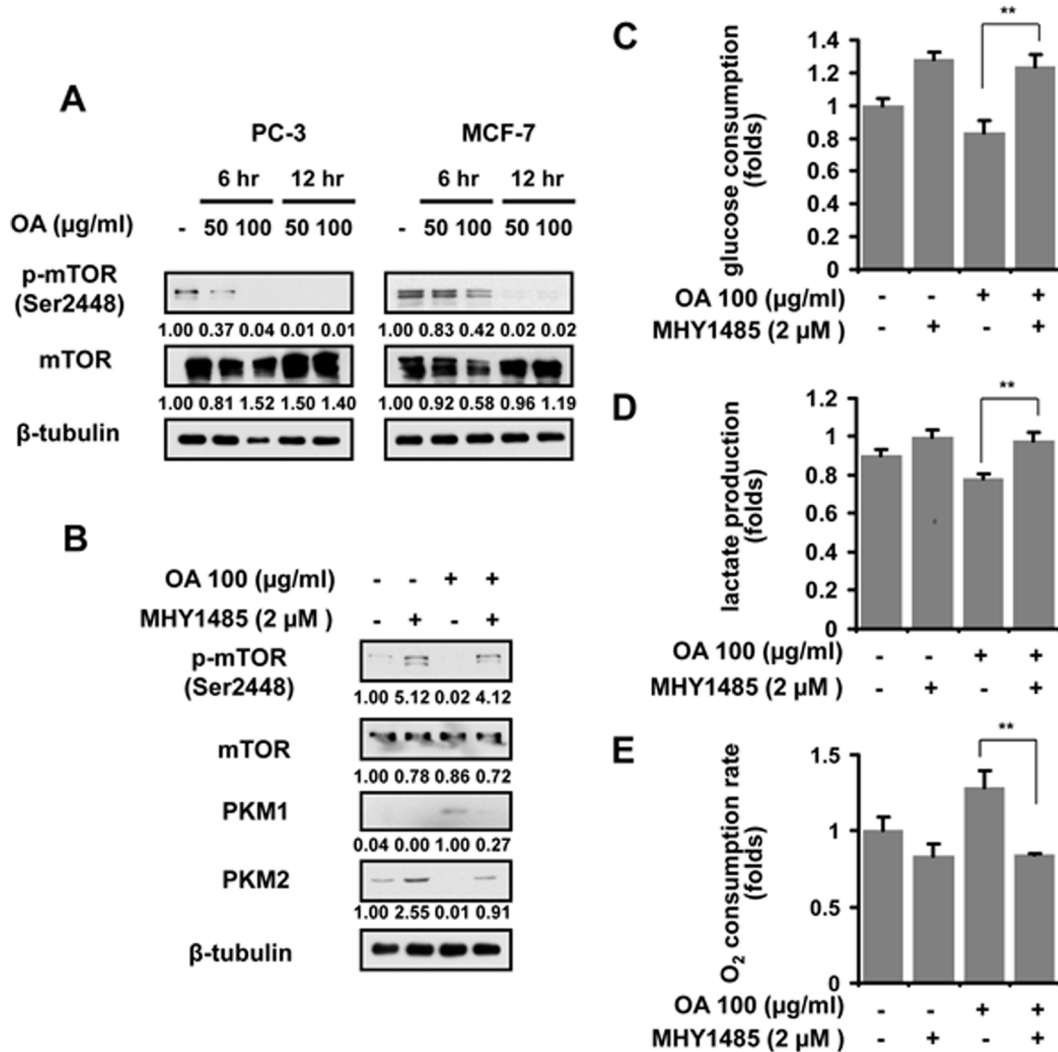 A
PC-3 MCF-7
6 hr 12 hr 6 hr 12 hr
OA (µg/ml) - 50 100 50 100 - 50 100 50 100
p-mTOR
(Ser2448)
1.00 0.37 0.04 0.01 0.01 1.00 0.83 0.42 0.02 0.02
mTOR
1.00 0.81 1.52 1.50 1.40 1.00 0.92 0.58 0.96 1.19
β-tubulin
B
OA 100 (µg/ml) - - + +
MHY1485 (2 µM ) - + - +
p-mTOR
(Ser2448)
1.00 5.12 0.02 4.12
mTOR
1.00 0.78 0.86 0.72
PKM1
0.04 0.00 1.00 0.27
PKM2
1.00 2.55 0.01 0.91
β-tubulin
C
glucose consumption
(folds)
**
1.4
1.2
1
0.8
0.6
0.4
0.2
0
OA 100 (µg/ml) - - + +
MHY1485 (2 µM ) - + - +
D
lactate production
(folds)
**
1.2
1
0.8
0.6
0.4
0.2
0
OA 100 (µg/ml) - - + +
MHY1485 (2 µM ) - + - +
E
O₂ consumption rate
(folds)
**
1.5
1
0.5
0
OA 100 (µg/ml) - - + +
MHY1485 (2 µM ) - + - +